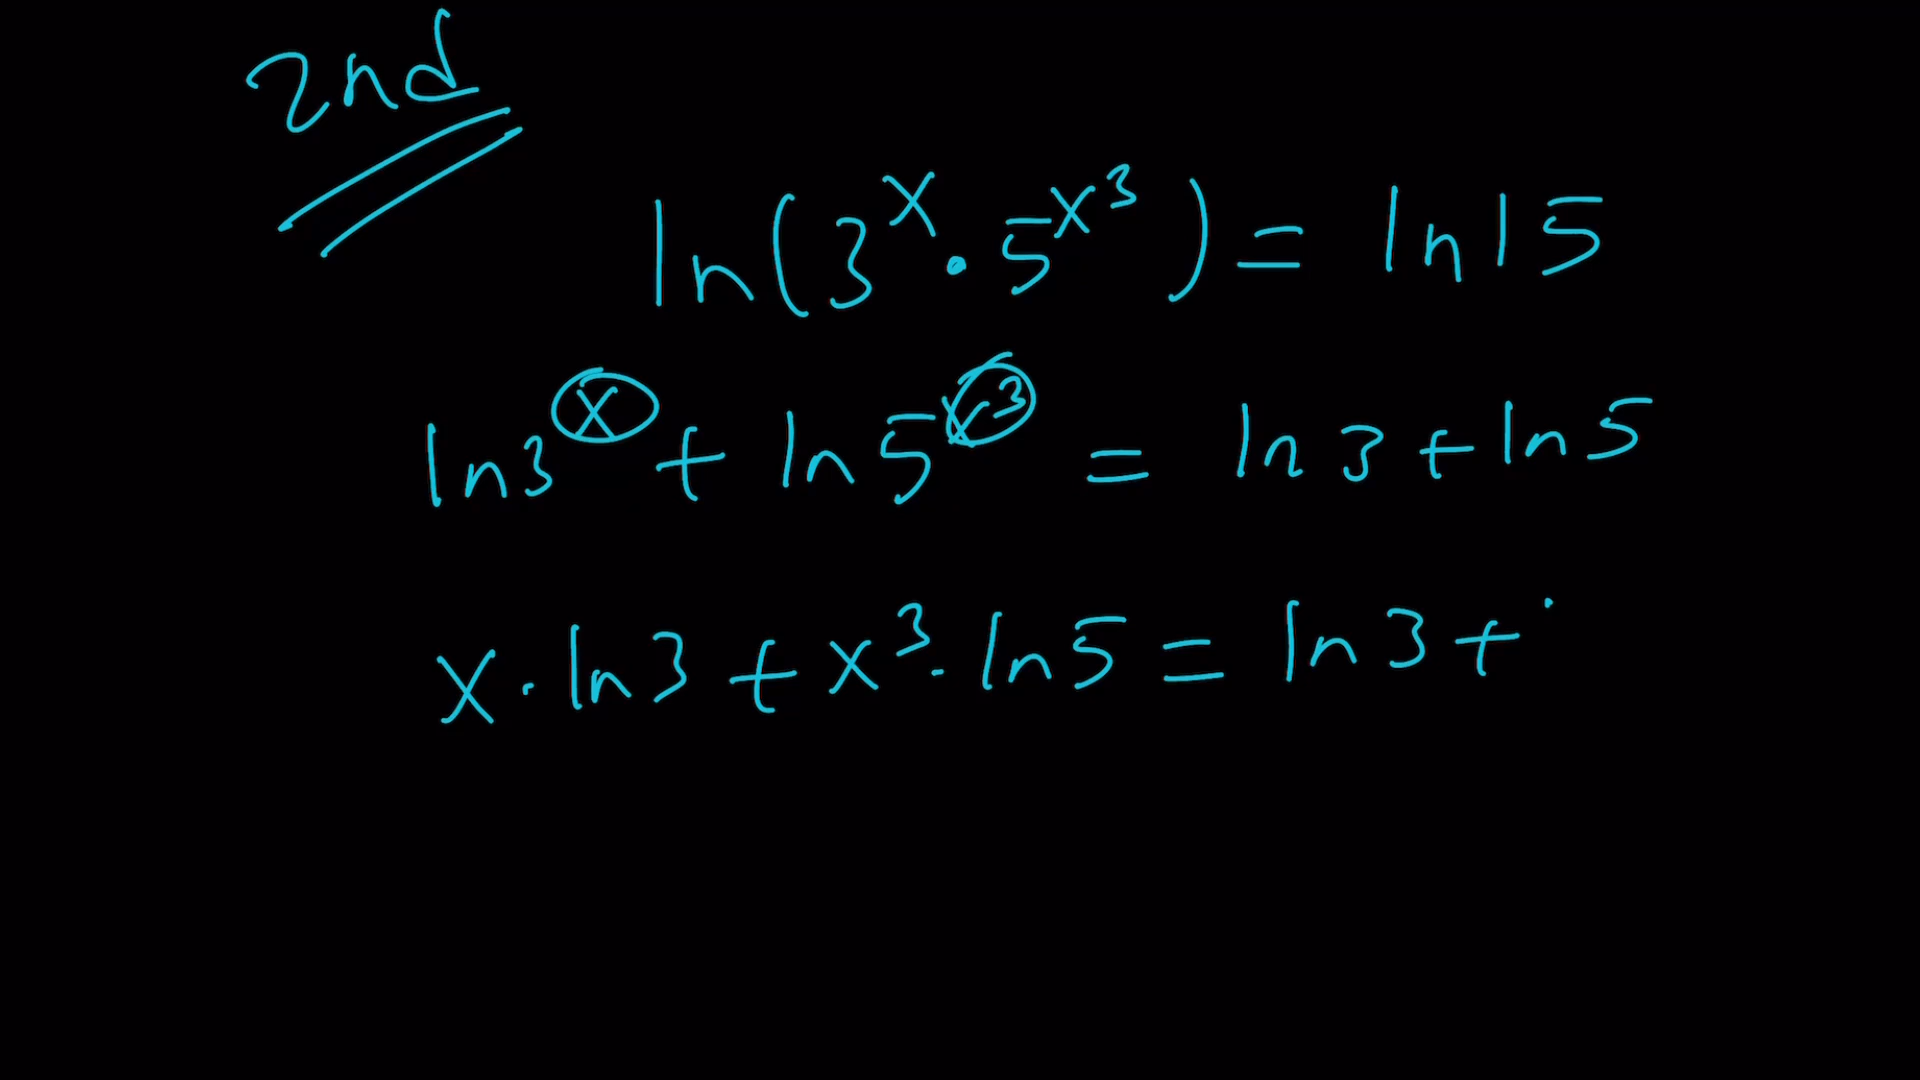 2nd
ln(3^x · 5^x^3) = ln15
ln3^x + ln5^x^3 = ln3 + ln5
x · ln3 + x^3 · ln5 = ln3 +